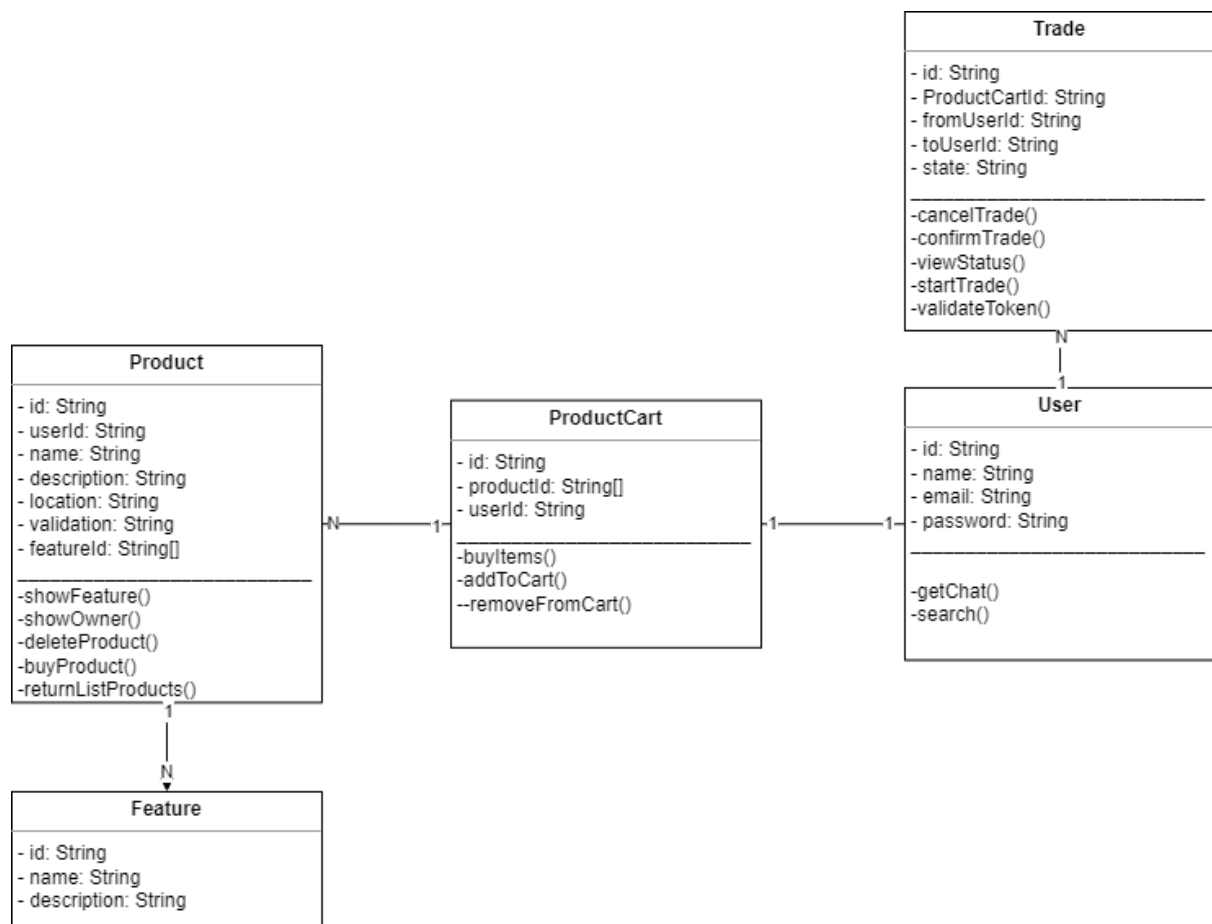 Trade
- id: String
- ProductCartId: String
- fromUserId: String
- toUserId: String
- state: String
-cancelTrade()
-confirmTrade()
-viewStatus()
-startTrade()
-validateToken()
N
1
Product
- id: String
- userId: String
- name: String
- description: String
- location: String
- validation: String
- featureId: String[]
-showFeature()
-showOwner()
-deleteProduct()
-buyProduct()
-returnListProducts()
N
1
ProductCart
- id: String
- productId: String[]
- userId: String
-buyItems()
-addToCart()
--removeFromCart()
1
1
User
- id: String
- name: String
- email: String
- password: String
-getChat()
-search()
1
N
Feature
- id: String
- name: String
- description: String